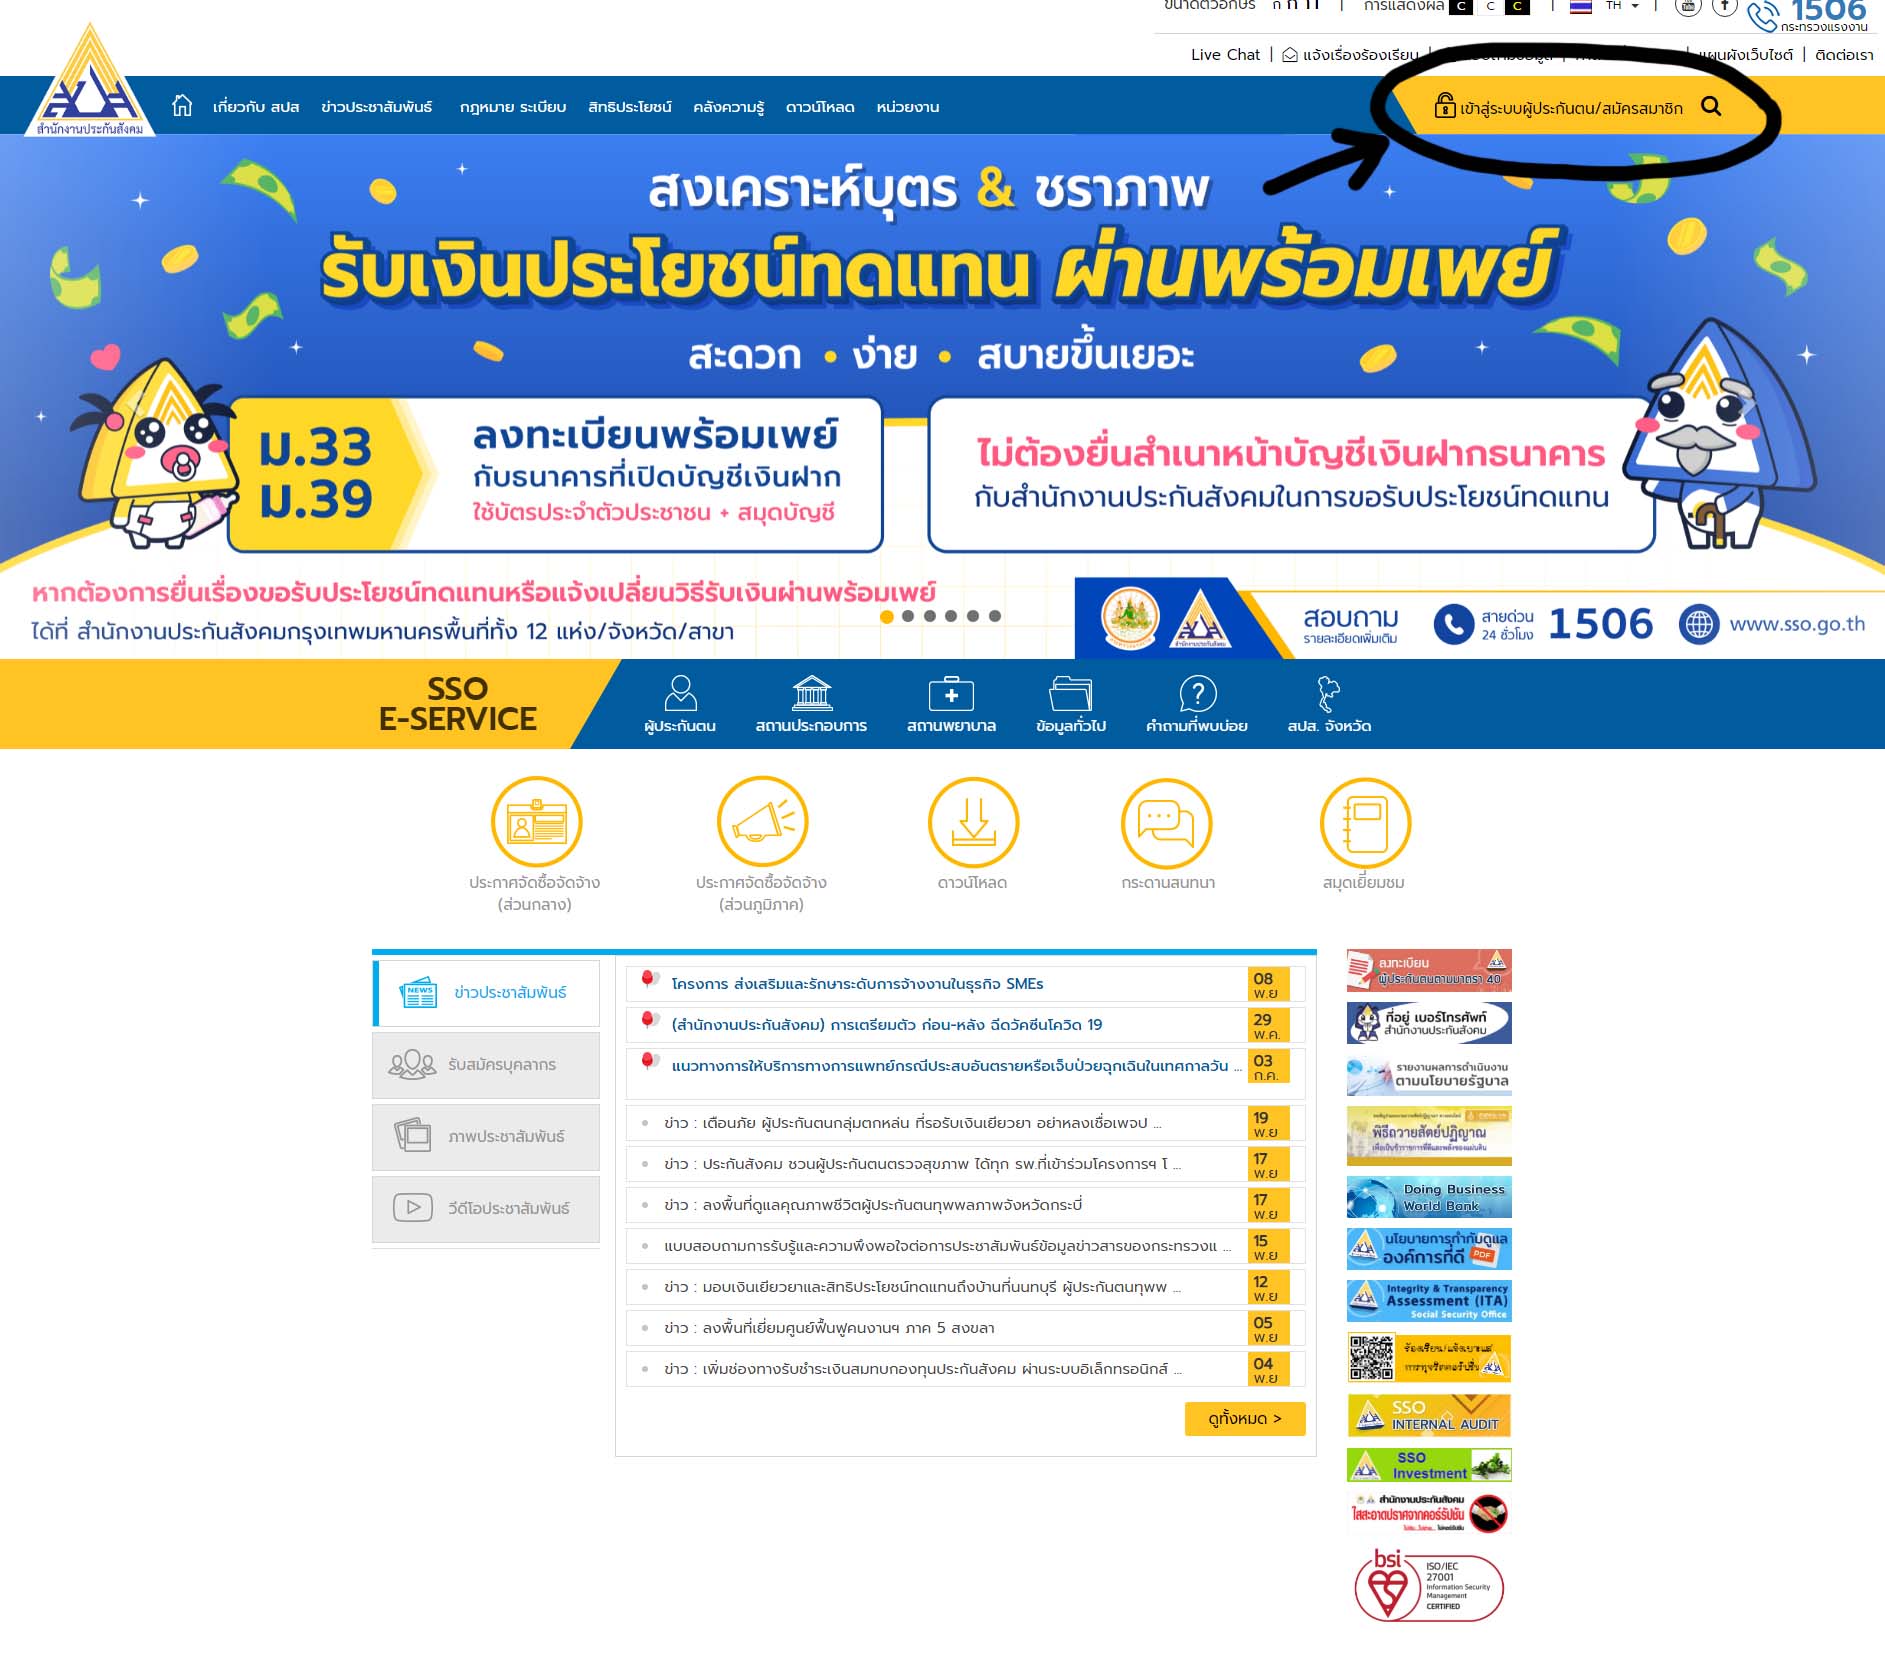 ขนาดตัวอักษร ก ก | การแสดงผล C C C | TH |
1506
กระทรวงแรงงาน
Live Chat | แจ้งเรื่องร้องเรียน | แผนผังเว็บไซต์ | ติดต่อเรา
สำนักงานประกันสังคม
เกี่ยวกับ สปส ข่าวประชาสัมพันธ์ กฎหมาย ระเบียบ สิทธิประโยชน์ คลังความรู้ ดาวน์โหลด หน่วยงาน
เข้าสู่ระบบผู้ประกันตน/สมัครสมาชิก
สงเคราะห์บุตร & ชราภาพ
รับเงินประโยชน์ทดแทน ผ่านพร้อมเพย์
สะดวก • ง่าย • สบายขึ้นเยอะ
ม.33
ม.39
ลงทะเบียนพร้อมเพย์
กับธนาคารที่เปิดบัญชีเงินฝาก
ใช้บัตรประจำตัวประชาชน + สมุดบัญชี
ไม่ต้องยื่นสำเนาหน้าบัญชีเงินฝากธนาคาร
กับสำนักงานประกันสังคมในการขอรับประโยชน์ทดแทน
หากต้องการยื่นเรื่องขอรับประโยชน์ทดแทนหรือแจ้งเปลี่ยนวิธีรับเงินผ่านพร้อมเพย์
ได้ที่ สำนักงานประกันสังคมกรุงเทพมหานครพื้นที่ทั้ง 12 แห่ง/จังหวัด/สาขา
สำนักงานประกันสังคม
สอบถาม
รายละเอียดเพิ่มเติม
สายด่วน
24 ชั่วโมง
1506
www.sso.go.th
SSO
E-SERVICE
ผู้ประกันตน สถานประกอบการ สถานพยาบาล ข้อมูลทั่วไป คำถามที่พบบ่อย สปส. จังหวัด
ประกาศจัดซื้อจัดจ้าง
(ส่วนกลาง)
ประกาศจัดซื้อจัดจ้าง
(ส่วนภูมิภาค)
ดาวน์โหลด
กระดานสนทนา
สมุดเยี่ยมชม
NEWS
ข่าวประชาสัมพันธ์
รับสมัครบุคลากร
ภาพประชาสัมพันธ์
วีดีโอประชาสัมพันธ์
โครงการ ส่งเสริมและรักษาระดับการจ้างงานในธุรกิจ SMEs
08
พ.ย
(สำนักงานประกันสังคม) การเตรียมตัว ก่อน-หลัง ฉีดวัคซีนโควิด 19
29
พ.ค.
แนวทางการให้บริการทางการแพทย์กรณีประสบอันตรายหรือเจ็บป่วยฉุกเฉินในเทศกาลวัน ...
03
ก.ค.
ข่าว : เตือนภัย ผู้ประกันตนกลุ่มตกหล่น ที่รอรับเงินเยียวยา อย่าหลงเชื่อเพจป ...
19
พ.ย
ข่าว : ประกันสังคม ชวนผู้ประกันตนตรวจสุขภาพ ได้ทุก รพ.ที่เข้าร่วมโครงการฯ โ ...
17
พ.ย
ข่าว : ลงพื้นที่ดูแลคุณภาพชีวิตผู้ประกันตนทุพพลภาพจังหวัดกระบี่
17
พ.ย
แบบสอบถามการรับรู้และความพึงพอใจต่อการประชาสัมพันธ์ข้อมูลข่าวสารของกระทรวงแ ...
15
พ.ย
ข่าว : มอบเงินเยียวยาและสิทธิประโยชน์ทดแทนถึงบ้านที่นนทบุรี ผู้ประกันตนทุพพ ...
12
พ.ย
ข่าว : ลงพื้นที่เยี่ยมศูนย์ฟื้นฟูคนงานฯ ภาค 5 สงขลา
05
พ.ย
ข่าว : เพิ่มช่องทางรับชำระเงินสมทบกองทุนประกันสังคม ผ่านระบบอิเล็กทรอนิกส์ ...
04
พ.ย
ดูทั้งหมด >
ลงทะเบียน
ผู้ประกันตนตามมาตรา 40
ที่อยู่ เบอร์โทรศัพท์
สำนักงานประกันสังคม
รายงานผลการดำเนินงาน
ตามนโยบายรัฐบาล
พิธีถวายสัตย์ปฏิญาณ
เพื่อเป็นข้าราชการที่ดีและพลังของแผ่นดิน
Doing Business
World Bank
นโยบายการกำกับดูแล
องค์การที่ดี PDF
Integrity & Transparency
Assessment (ITA)
Social Security Office
ร้องเรียน/แจ้งเบาะแส
การทุจริตคอร์รัปชั่น
SSO
INTERNAL AUDIT
SSO
Investment
สำนักงานประกันสังคม
ใสสะอาดปราศจากคอร์รัปชัน
bsi
ISO/IEC
27001
Information Security
Management
CERTIFIED